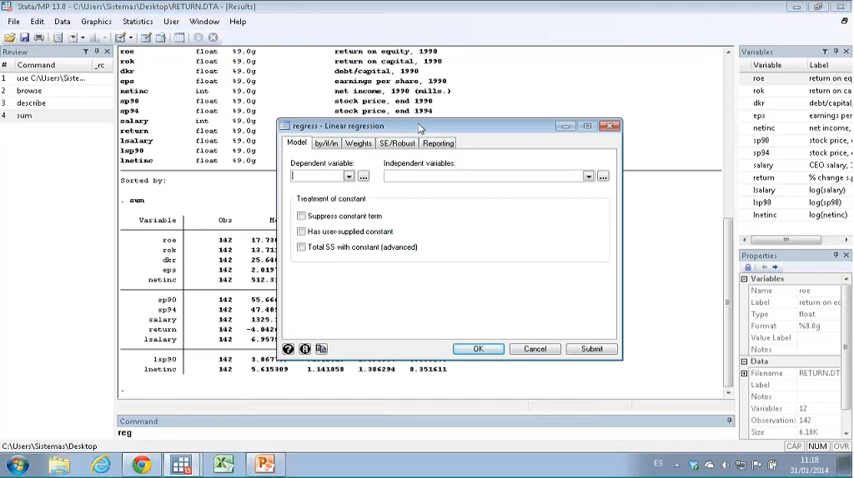 Stata/MP 13.0 - C:\Users\Sistemas\Desktop\RETURN.DTA - [Results]
File Edit Data Graphics Statistics User Window Help
Review
# Command _rc
1 use C:\Users\Siste...
2 browse
3 describe
4 sum
roe float %9.0g return on equity, 1990
rok float %9.0g return on capital, 1990
dkr float %9.0g debt/capital, 1990
eps float %9.0g earnings per share, 1990
netinc int %9.0g net income, 1990 (mills.)
sp90 float %9.0g stock price, end 1990
sp94 float %9.0g stock price, end 1994
salary int
return float
lsalary float
lsp90 float
lnetinc float
Sorted by:
. sum
Variable Obs
roe 142
rok 142
dkr 142
eps 142
netinc 142
sp90 142
sp94 142
salary 142
return 142
lsalary 142
lsp90 142
lnetinc 142 5.615309 1.141858 1.386294 8.351611
.
regress - Linear regression
Model by/if/in Weights SE/Robust Reporting
Dependent variable: Independent variables:
...
...
Treatment of constant
Suppress constant term
Has user-supplied constant
Total SS with constant (advanced)
OK Cancel Submit
Command
reg
Variables
Variable Label
roe return on eq
rok return on ca
dkr debt/capital
eps earnings per
netinc net income
sp90 stock price
sp94 stock price
salary CEO salary, 1
return % change s.p
lsalary log(salary)
lsp90 log(sp90)
lnetinc log(netinc)
Properties
Variables
Name roe
Label return on eq
Type float
Format %9.0g
Value Label
Notes
Data
Filename RETURN.DT
Label
Notes
Variables 12
Observation: 142
Size 6.10K
C:\Users\Sistemas\Desktop
CAP NUM OVR
ES
11:18
31/01/2014